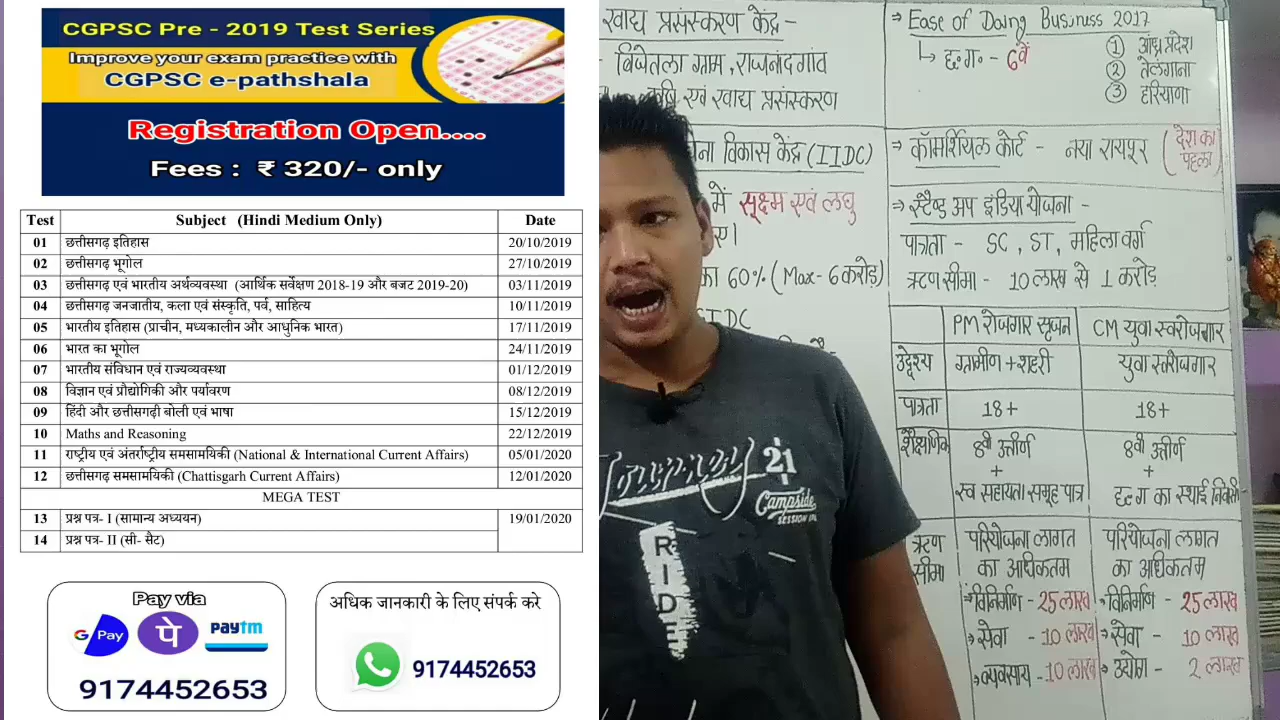 CGPSC Pre - 2019 Test Series
Improve your exam practice with
CGPSC e-pathshala
Registration Open....
Fees : ₹ 320/- only
Test Subject (Hindi Medium Only) Date
01 छत्तीसगढ़ इतिहास 20/10/2019
02 छत्तीसगढ़ भूगोल 27/10/2019
03 छत्तीसगढ़ एवं भारतीय अर्थव्यवस्था (आर्थिक सर्वेक्षण 2018-19 और बजट 2019-20) 03/11/2019
04 छत्तीसगढ़ जनजातीय, कला एवं संस्कृति, पर्व, साहित्य 10/11/2019
05 भारतीय इतिहास (प्राचीन, मध्यकालीन और आधुनिक भारत) 17/11/2019
06 भारत का भूगोल 24/11/2019
07 भारतीय संविधान एवं राज्यव्यवस्था 01/12/2019
08 विज्ञान एवं प्रौद्योगिकी और पर्यावरण 08/12/2019
09 हिंदी और छत्तीसगढ़ी बोली एवं भाषा 15/12/2019
10 Maths and Reasoning 22/12/2019
11 राष्ट्रीय एवं अंतर्राष्ट्रीय समसामयिकी (National & International Current Affairs) 05/01/2020
12 छत्तीसगढ़ समसामयिकी (Chattisgarh Current Affairs) 12/01/2020
MEGA TEST
13 प्रश्न पत्र- I (सामान्य अध्ययन) 19/01/2020
14 प्रश्न पत्र- II (सी- सैट)
Pay via
G Pay पे paytm
9174452653
अधिक जानकारी के लिए संपर्क करे
9174452653
खाद्य प्रसंस्करण केंद्र -
- बिजेतला ग्राम, राजनांदगांव
कृषि एवं खाद्य प्रसंस्करण
विकास केंद्र (IIDC)
में सूक्ष्म एवं लघु
का 60% (Max- 6 करोड़)
IDC
→ Ease of Doing Business 2017
↳ छ.ग. - 6वें
① आंध्र प्रदेश
② तेलंगाना
③ हरियाणा
→ कॉमर्शियल कोर्ट - नया रायपुर (देश का पहला)
→ स्टैण्ड अप इंडिया योजना -
पात्रता - SC, ST, महिला वर्ग
ऋण सीमा - 10 लाख से 1 करोड़
PM रोजगार सृजन CM युवा स्वरोजगार
उद्देश्य ग्रामीण + शहरी युवा स्वरोजगार
पात्रता 18+ 18+
शैक्षणिक 8वी उत्तीर्ण 8वी उत्तीर्ण
+ +
स्व सहायता समूह पात्र छ.ग का स्थाई निवासी
ऋण सीमा परियोजना लागत परियोजना लागत
का अधिकतम का अधिकतम
→ विनिर्माण - 25 लाख → विनिर्माण - 25 लाख
→ सेवा - 10 लाख → सेवा - 10 लाख
→ व्यवसाय - 10 लाख → उद्योग - 2 लाख
Journey 21
Campside
SESSION
RIDE